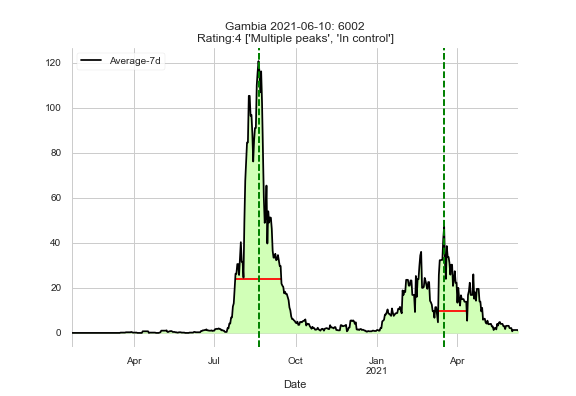 Gambia 2021-06-10: 6002
Rating:4 ['Multiple peaks', 'In control']
Average-7d
120
100
80
60
40
20
0
Apr
Jul
Oct
Jan
2021
Apr
Date